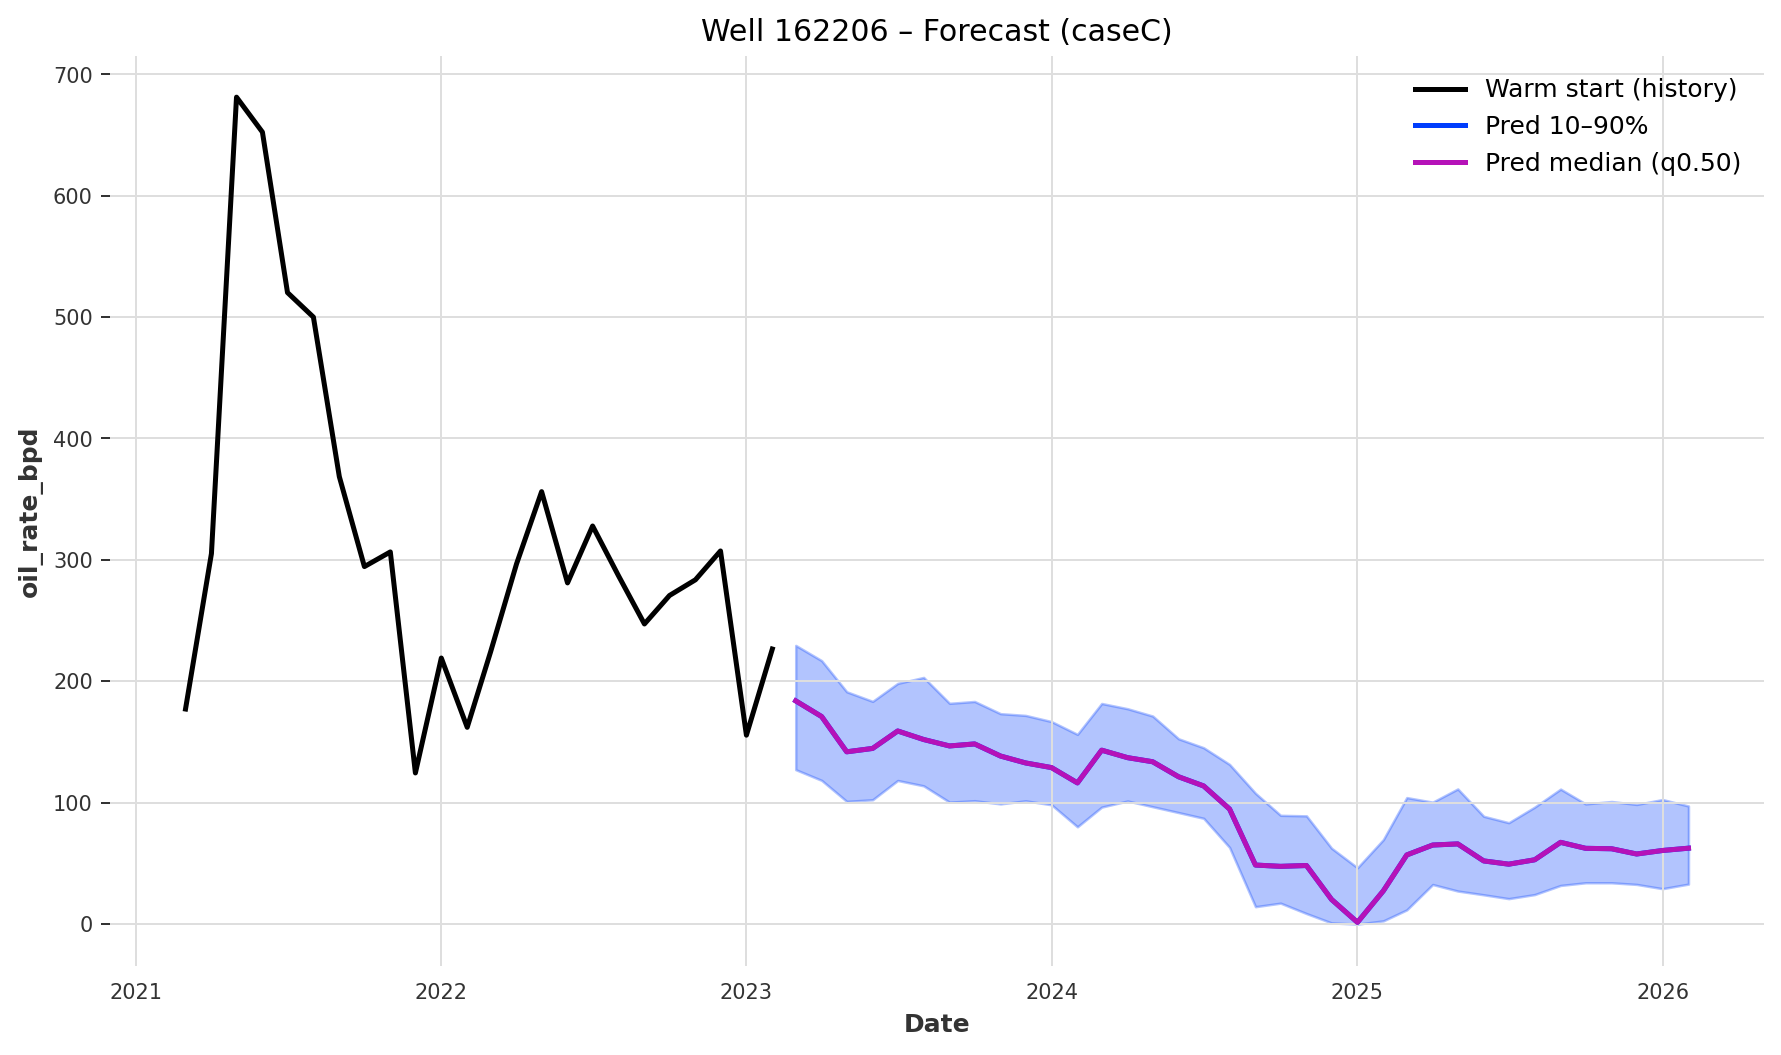 Well 162206 – Forecast (caseC)
Warm start (history)
Pred 10–90%
Pred median (q0.50)
oil_rate_bpd
700
600
500
400
300
200
100
0
2021 2022 2023 2024 2025 2026
Date